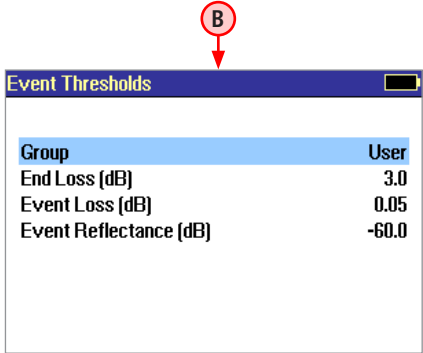 B
Event Thresholds
Group User
End Loss (dB) 3.0
Event Loss (dB) 0.05
Event Reflectance (dB) -60.0